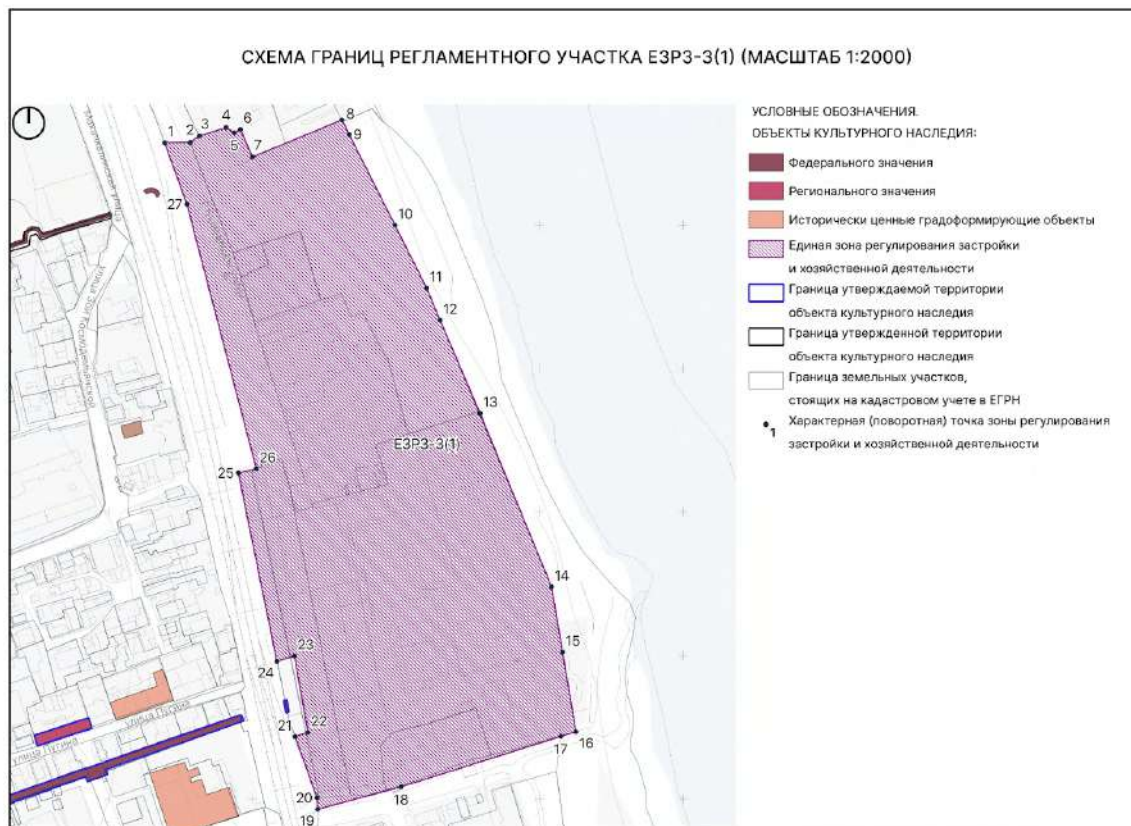 СХЕМА ГРАНИЦ РЕГЛАМЕНТНОГО УЧАСТКА ЕЗРЗ-3(1) (МАСШТАБ 1:2000)
УСЛОВНЫЕ ОБОЗНАЧЕНИЯ.
ОБЪЕКТЫ КУЛЬТУРНОГО НАСЛЕДИЯ:
Федерального значения
Регионального значения
Исторически ценные градоформирующие объекты
Единая зона регулирования застройки
и хозяйственной деятельности
Граница утверждаемой территории
объекта культурного наследия
Граница утвержденной территории
объекта культурного наследия
Граница земельных участков,
стоящих на кадастровом учете в ЕГРН
1
Характерная (поворотная) точка зоны регулирования
застройки и хозяйственной деятельности
1
2
3
4
5
6
7
8
9
10
11
12
13
ЕЗРЗ-3(1)
14
15
16
17
18
19
20
21
22
23
24
25
26
27
улица Пугина
улица Пугина